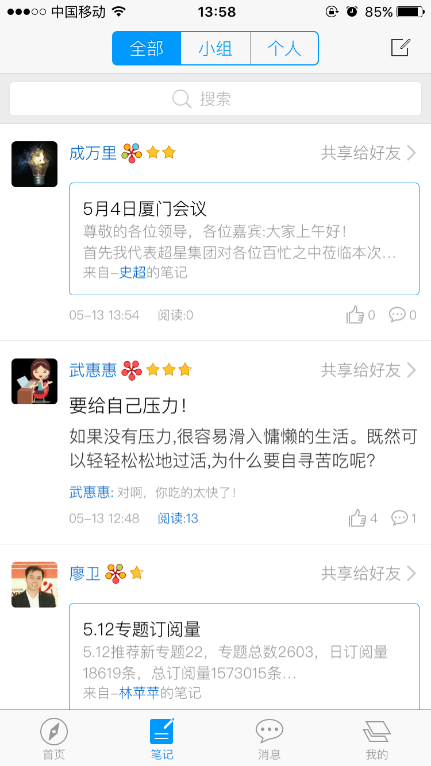 中国移动 13:58 85%
全部 小组 个人
搜索
成万里 共享给好友
5月4日厦门会议
尊敬的各位领导，各位嘉宾:大家上午好！
首先我代表超星集团对各位百忙之中莅临本次...
来自-史超的笔记
05-13 13:54 阅读:0 0 0
武惠惠 共享给好友
要给自己压力！
如果没有压力,很容易滑入慵懒的生活。既然可
以轻轻松松地过活,为什么要自寻苦吃呢?
武惠惠: 对啊，你吃的太快了！
05-13 12:48 阅读:13 4 1
廖卫 共享给好友
5.12专题订阅量
5.12推荐新专题22，专题总数2603，日订阅量
18619条，总订阅量1573015条...
来自-林苹苹的笔记
首页 笔记 消息 我的